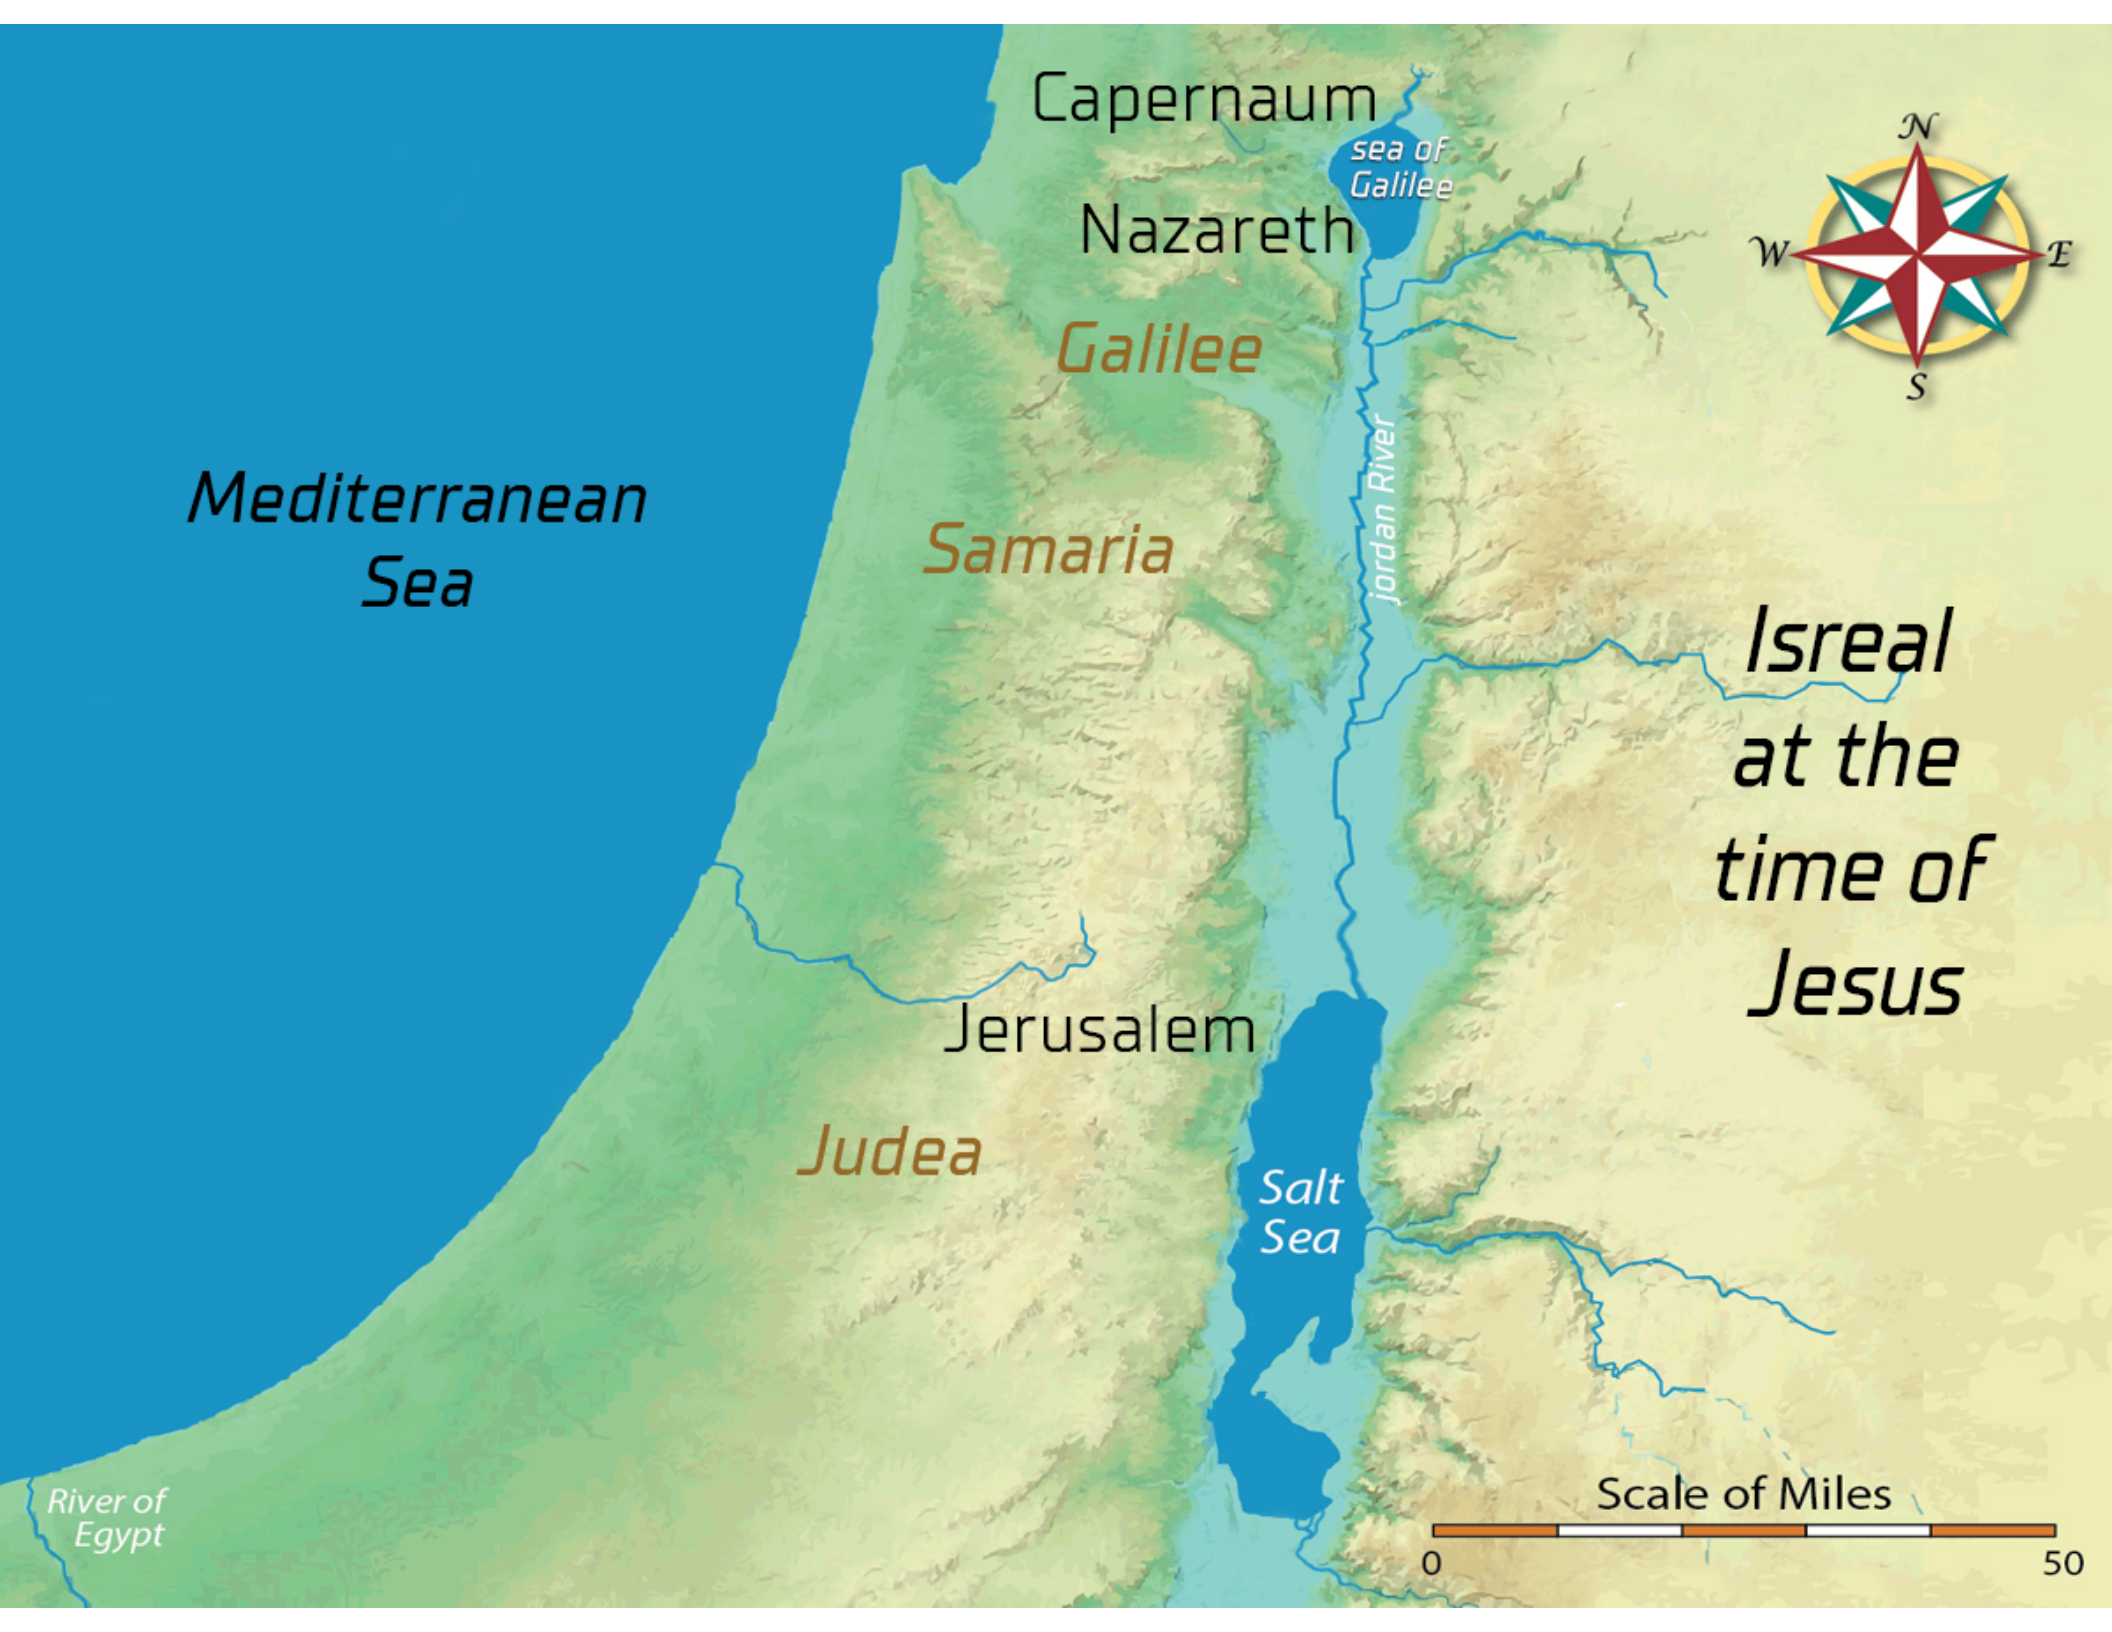 Capernaum
sea of
Galilee
Nazareth
Galilee
N
W
E
S
Mediterranean
Sea
Samaria
jordan River
Isreal
at the
time of
Jesus
Jerusalem
Judea
Salt
Sea
River of
Egypt
Scale of Miles
0
50